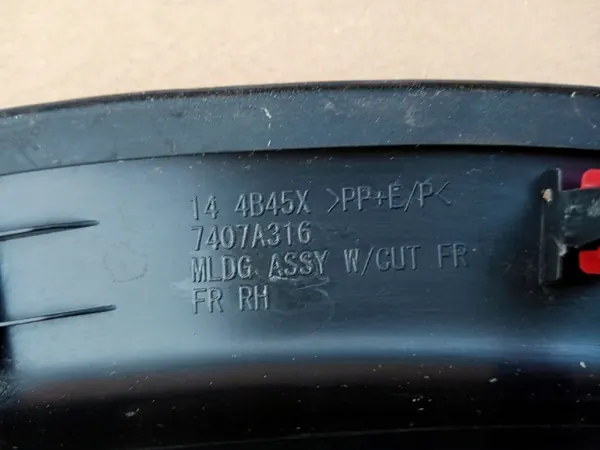 14 4B45X >PP+E/P<
7407A316
MLDG ASSY W/CUT FR
FR RH